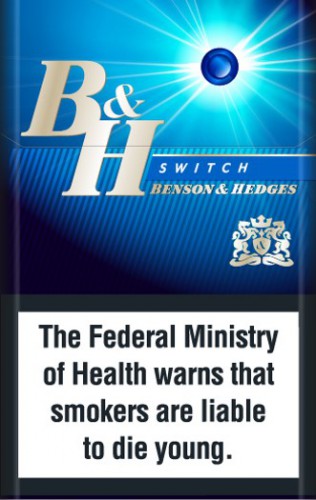 B&H
SWITCH
BENSON & HEDGES
The Federal Ministry
of Health warns that
smokers are liable
to die young.